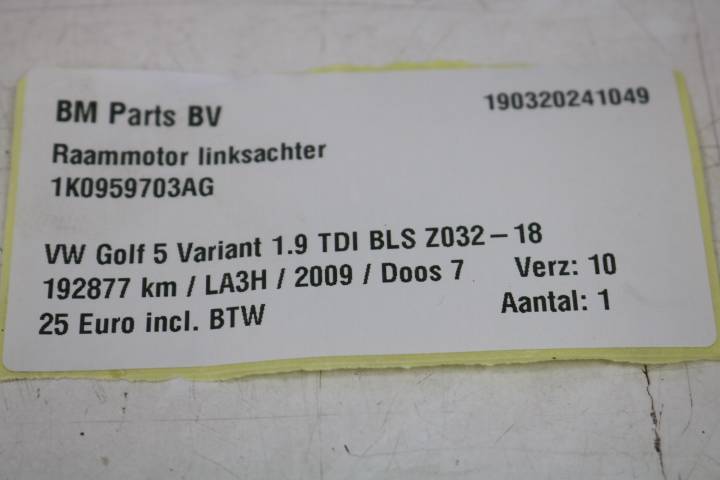 BM Parts BV
190320241049
Raammotor linksachter
1K0959703AG
VW Golf 5 Variant 1.9 TDI BLS Z032-18
192877 km / LA3H / 2009 / Doos 7
Verz: 10
25 Euro incl. BTW
Aantal: 1